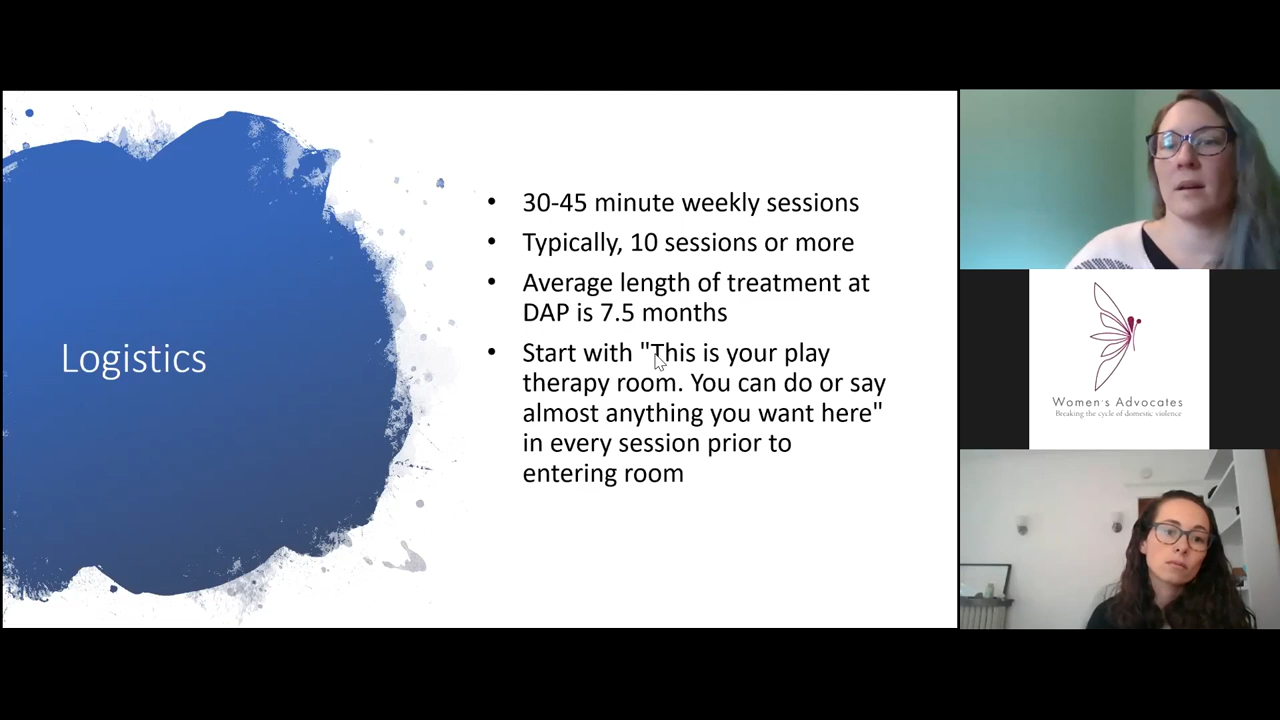 Logistics
• 30-45 minute weekly sessions
• Typically, 10 sessions or more
• Average length of treatment at
DAP is 7.5 months
• Start with "This is your play
therapy room. You can do or say
almost anything you want here"
in every session prior to
entering room
Women's Advocates
Breaking the cycle of domestic violence